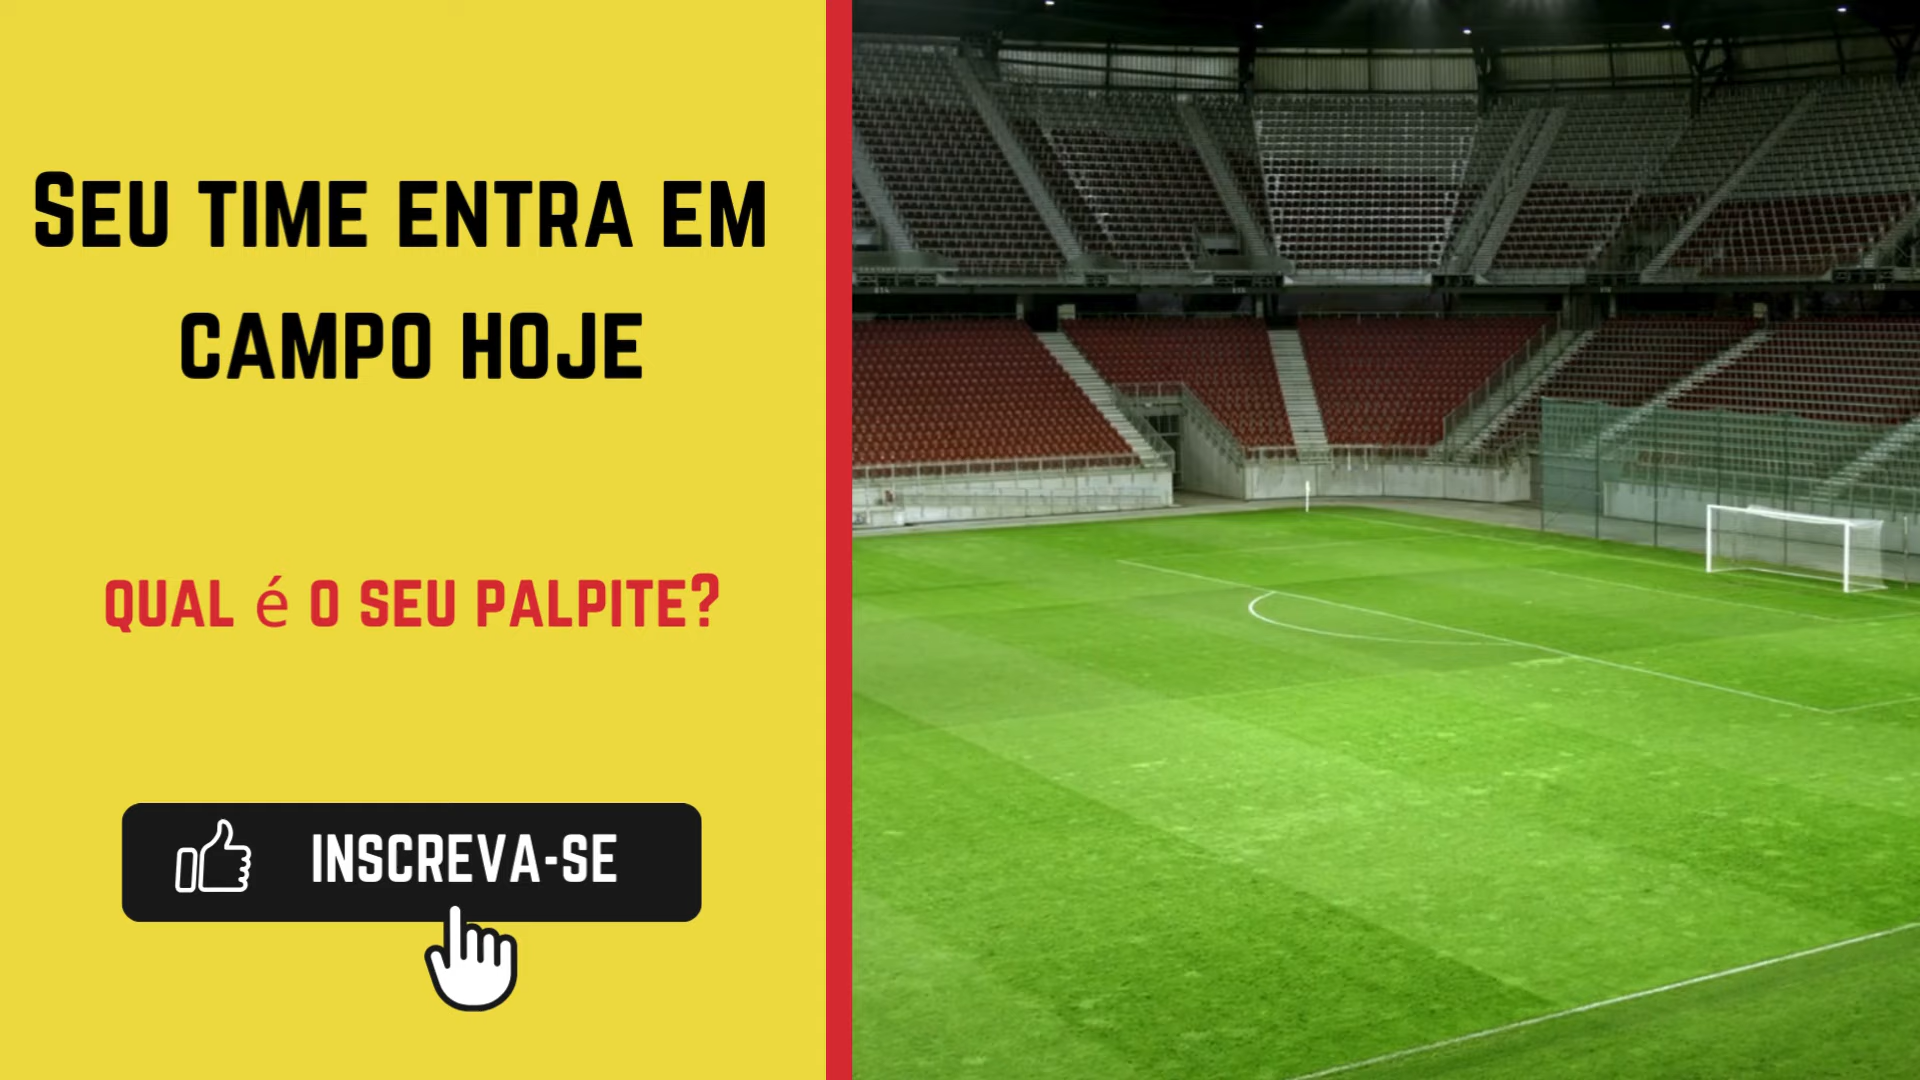 Seu time entra em
campo hoje
qual é o seu palpite?
INSCREVA-SE